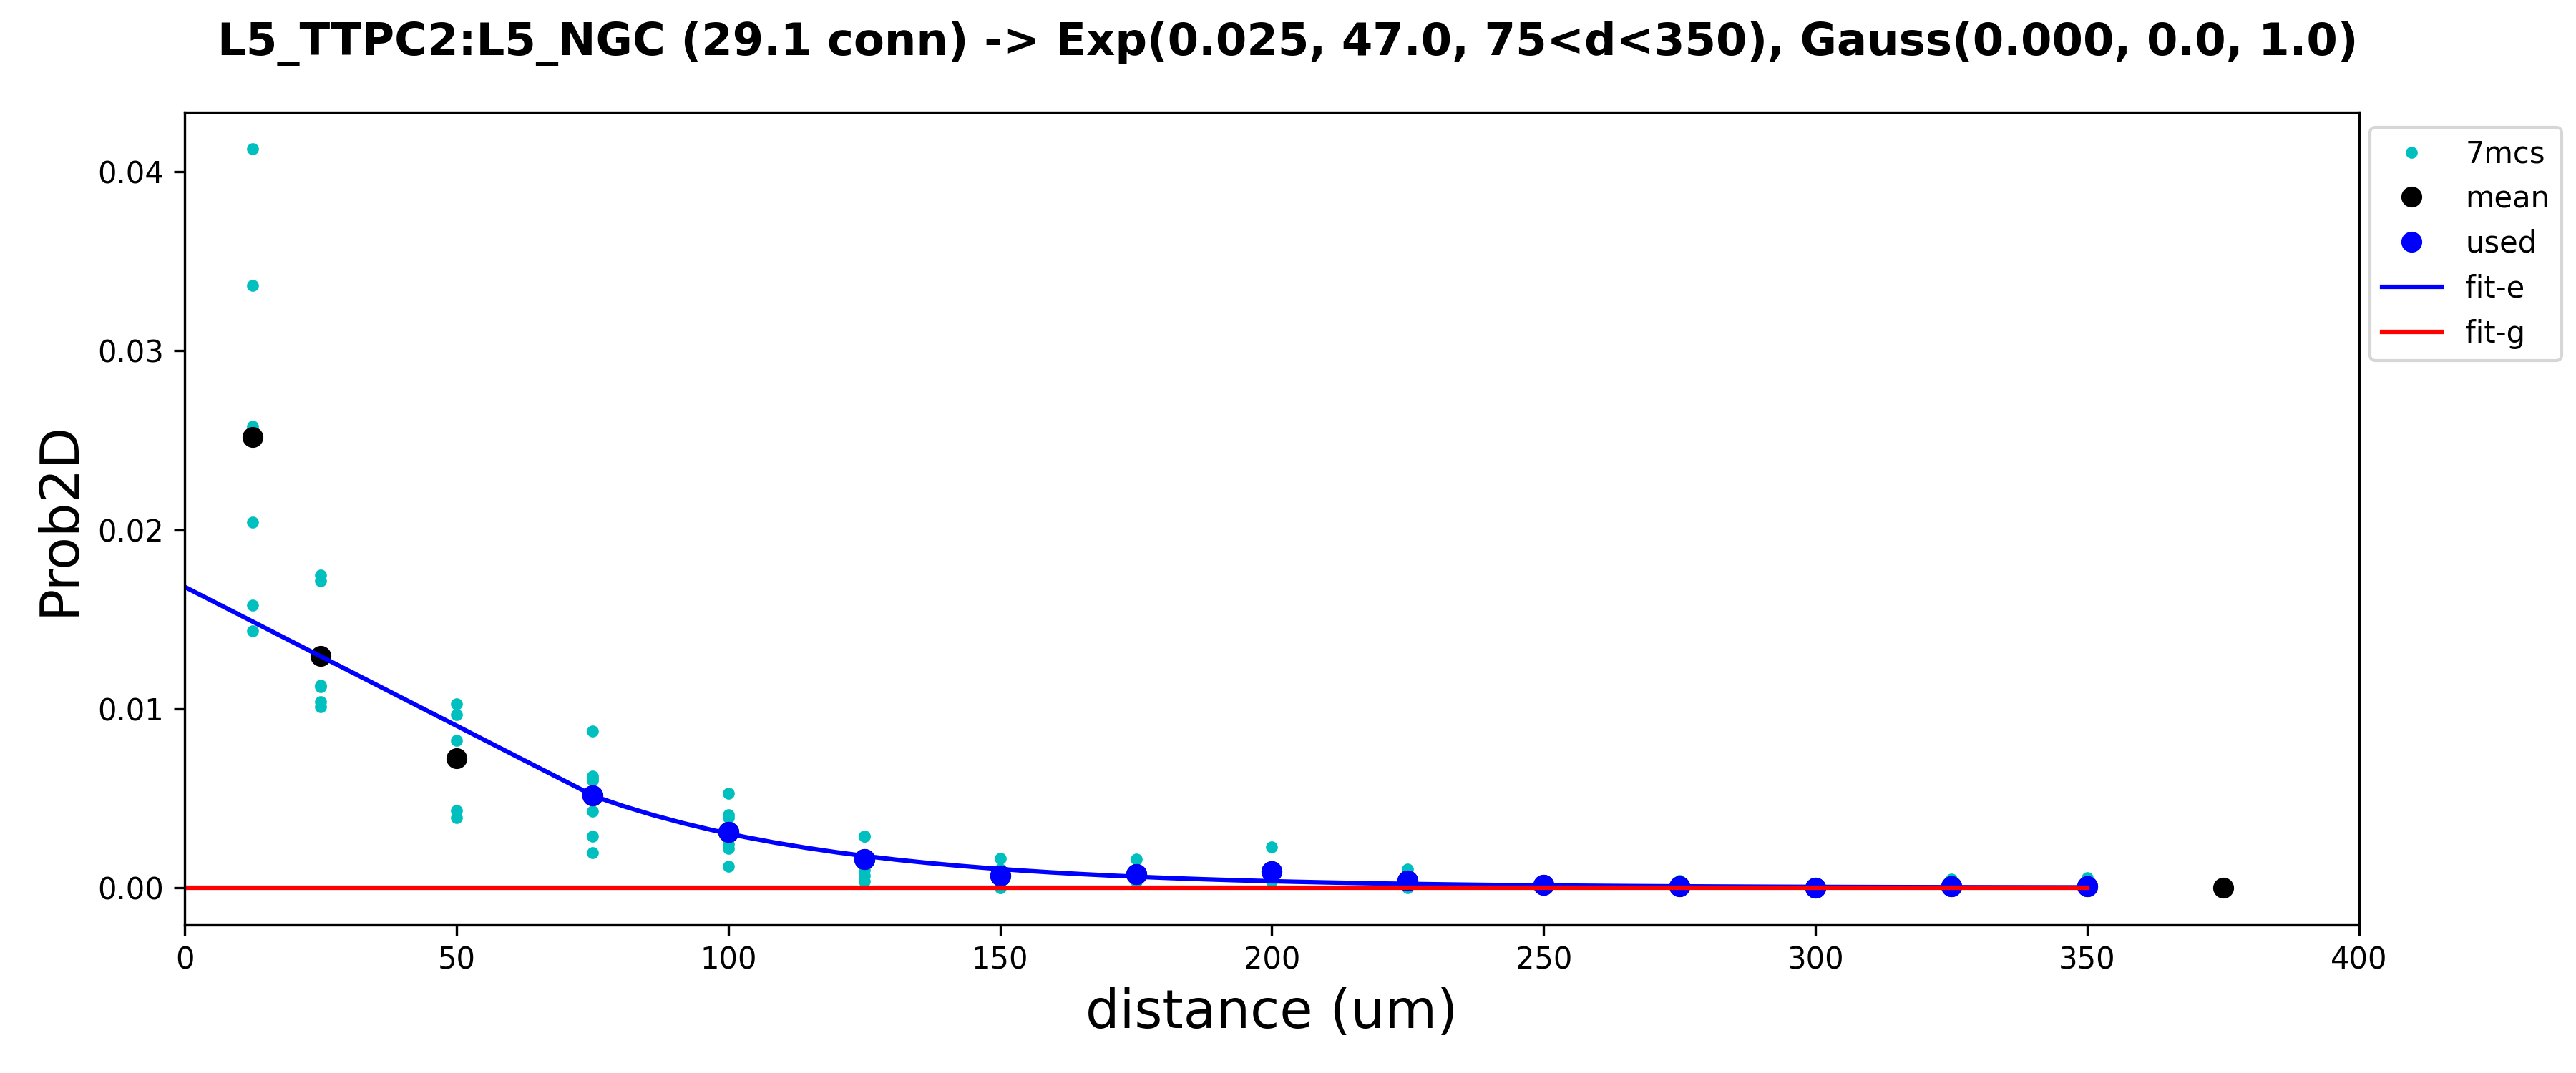 L5_TTPC2:L5_NGC (29.1 conn) -> Exp(0.025, 47.0, 75<d<350), Gauss(0.000, 0.0, 1.0)
7mcs
mean
used
fit-e
fit-g
Prob2D
0.04
0.03
0.02
0.01
0.00
0 50 100 150 200 250 300 350 400
distance (um)